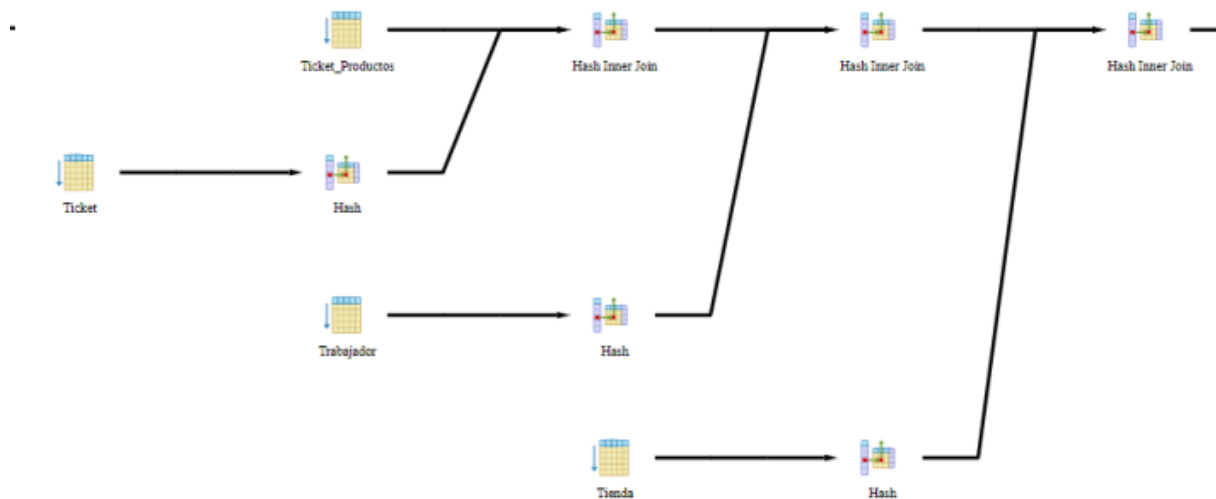 Ticket_Productos
Hash Inner Join
Hash Inner Join
Hash Inner Join
Ticket
Hash
Trabajador
Hash
Tienda
Hash